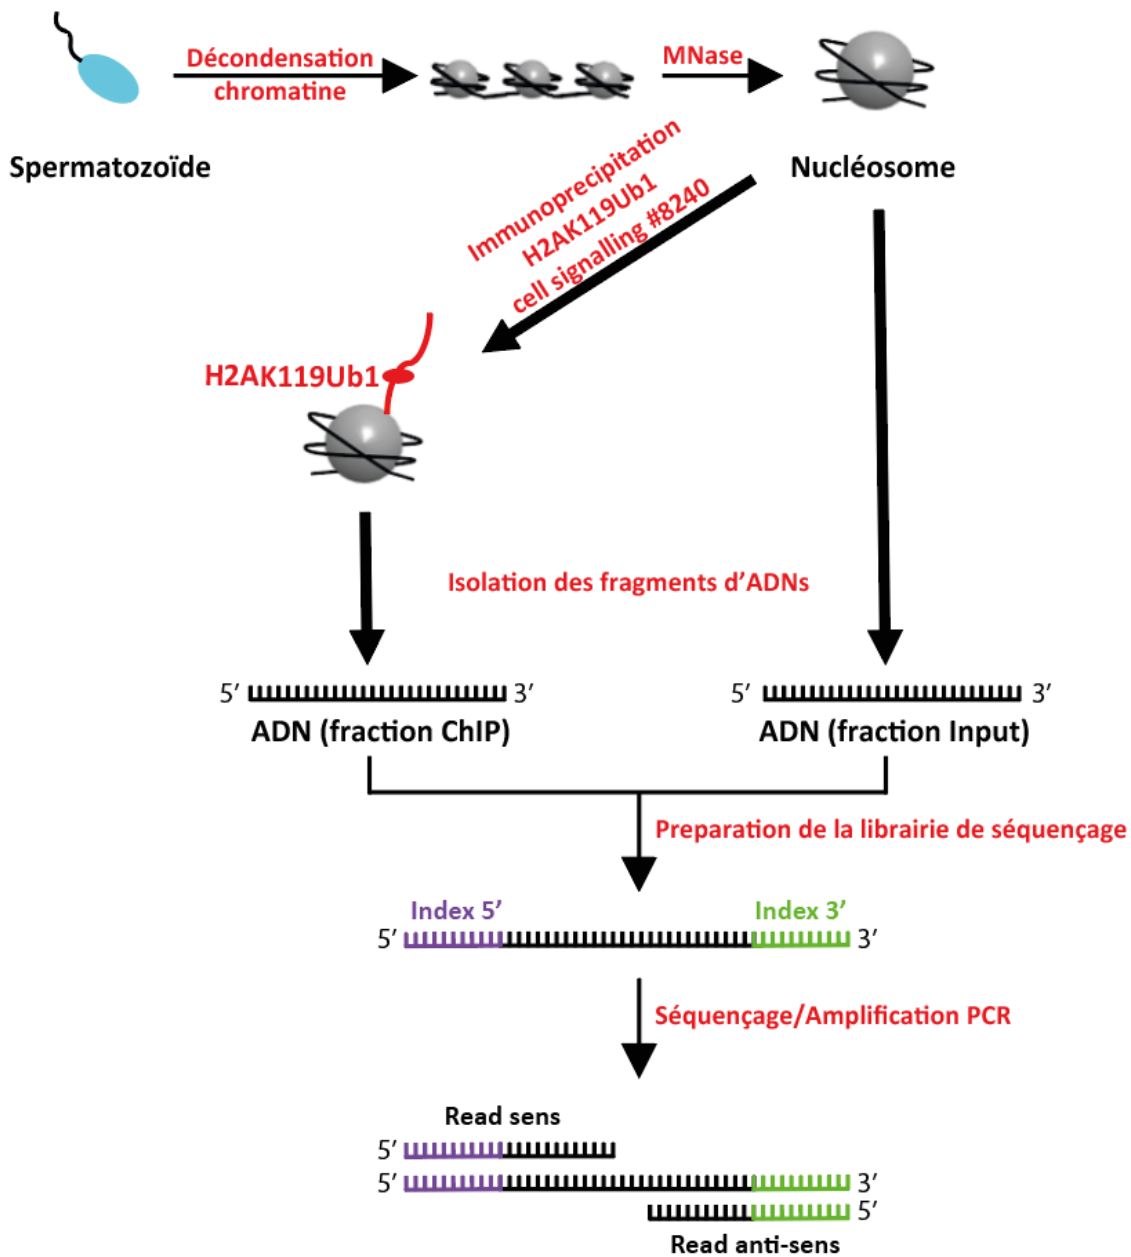 Décondensation
chromatine
MNase
Spermatozoïde
Nucléosome
Immunoprecipitation
H2AK119Ub1
cell signalling #8240
H2AK119Ub1
Isolation des fragments d’ADNs
5’ 3’
5’ 3’
ADN (fraction ChIP)
ADN (fraction Input)
Preparation de la librairie de séquençage
Index 5’
Index 3’
5’ 3’
Séquençage/Amplification PCR
Read sens
5’
5’ 3’
5’
Read anti-sens